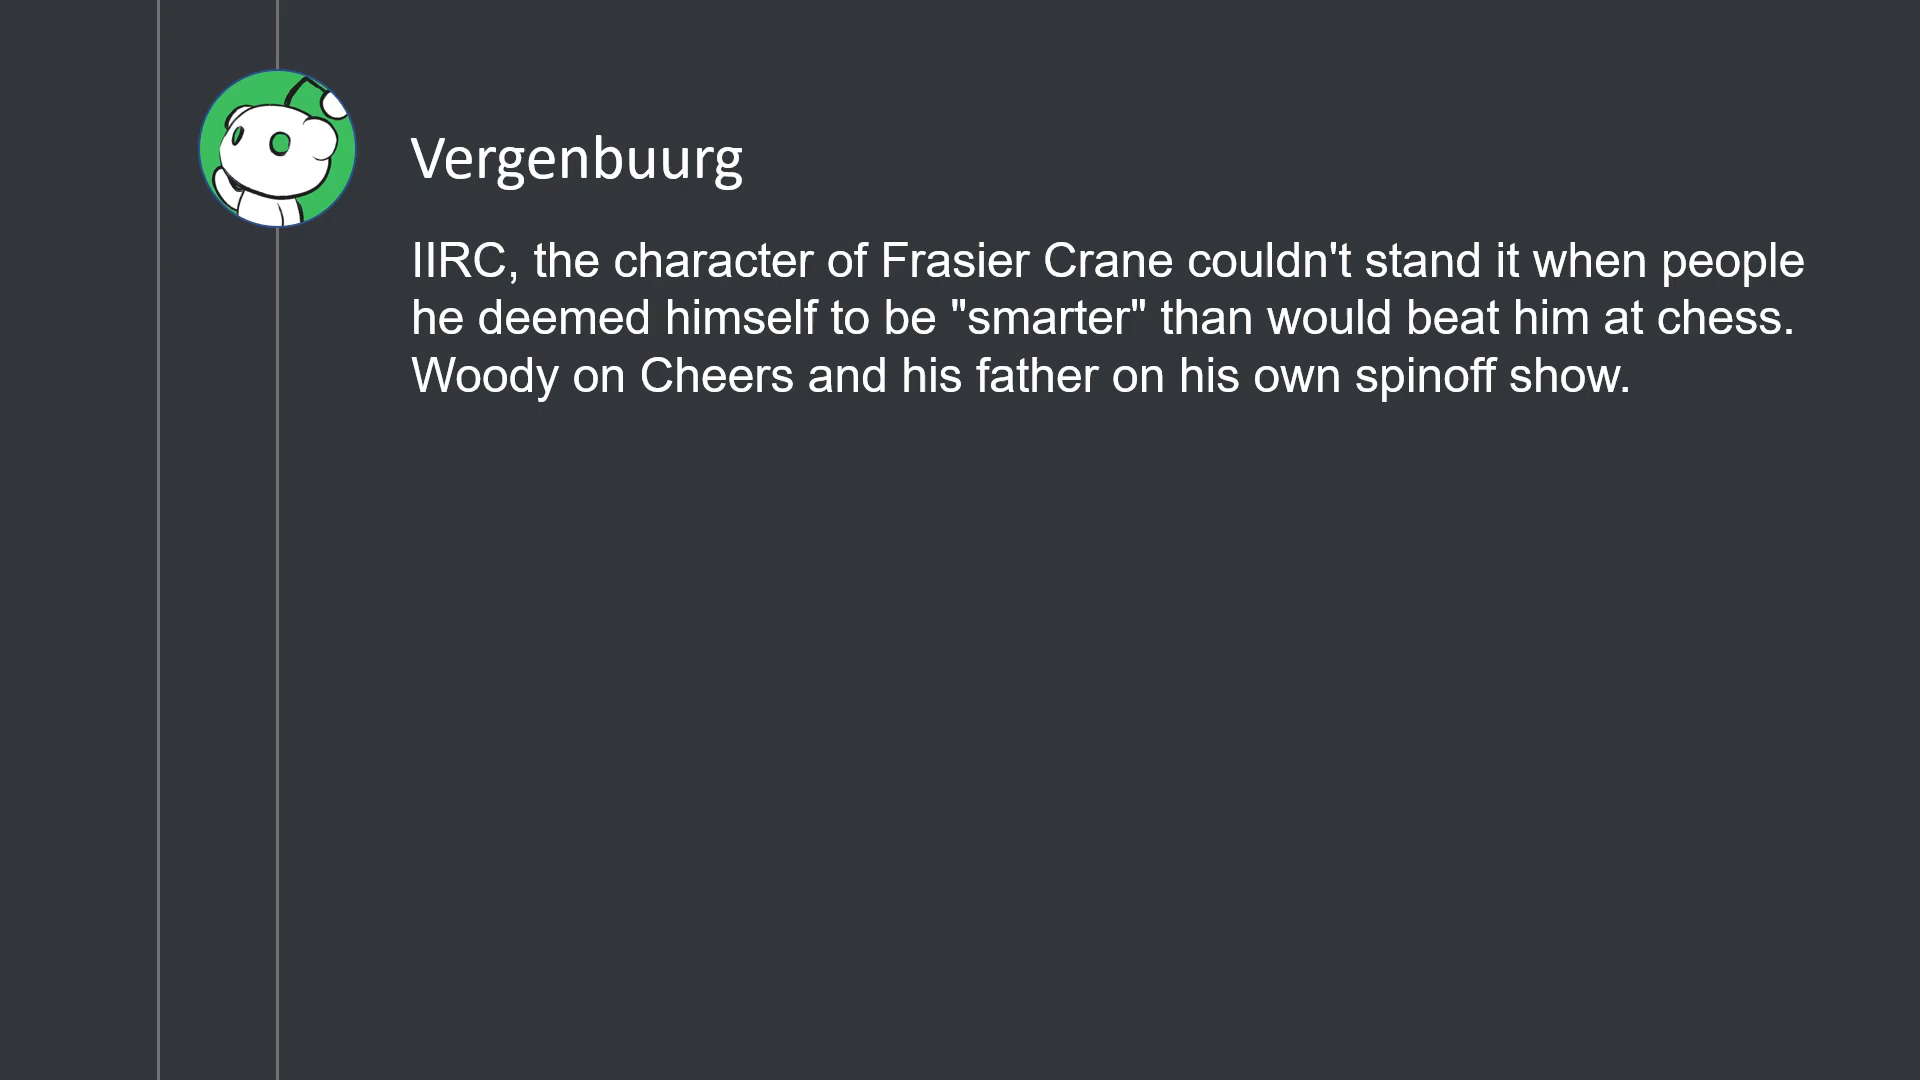 Vergenbuurg
IIRC, the character of Frasier Crane couldn't stand it when people
he deemed himself to be "smarter" than would beat him at chess.
Woody on Cheers and his father on his own spinoff show.